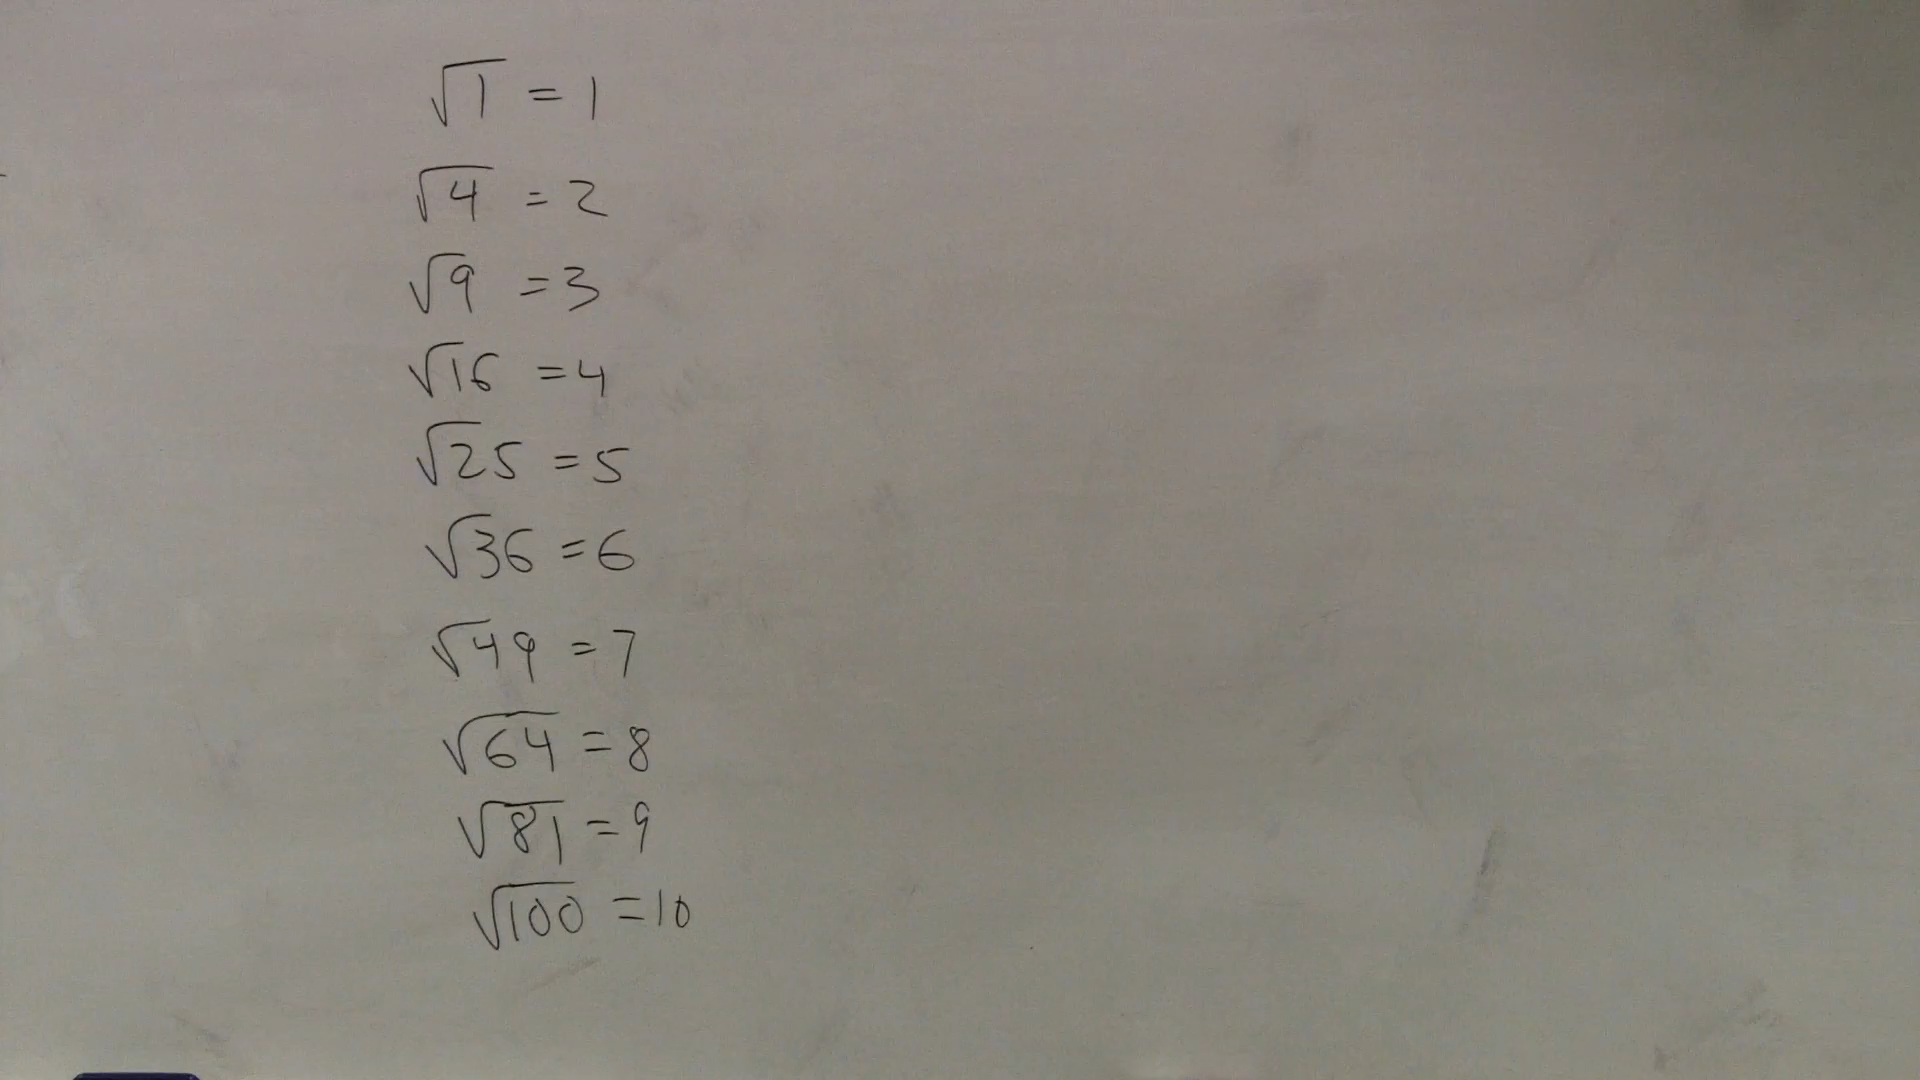 √1 = 1
√4 = 2
√9 = 3
√16 = 4
√25 = 5
√36 = 6
√49 = 7
√64 = 8
√81 = 9
√100 = 10